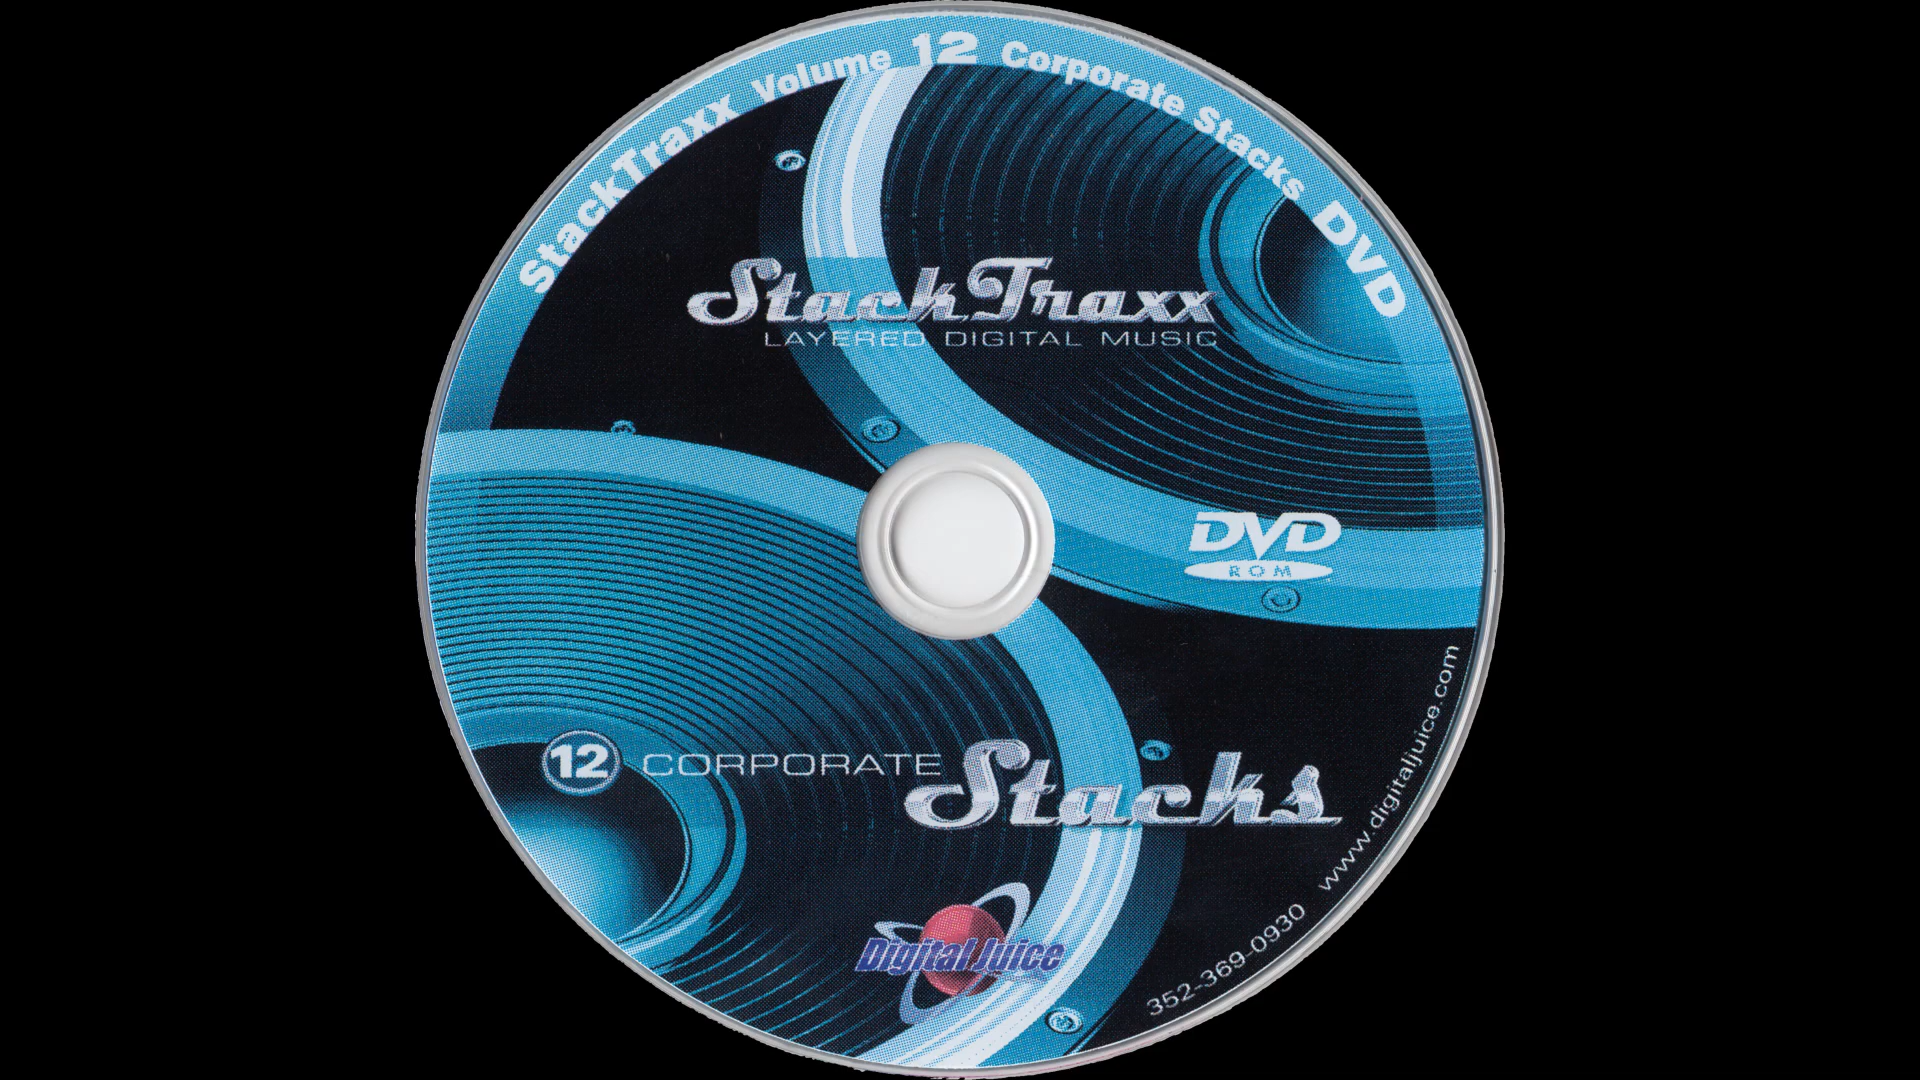 StackTraxx Volume 12 Corporate Stacks DVD
StackTraxx
LAYERED DIGITAL MUSIC
DVD
ROM
12 CORPORATE Stacks
Digital Juice
352-369-0930 www.digitaljuice.com